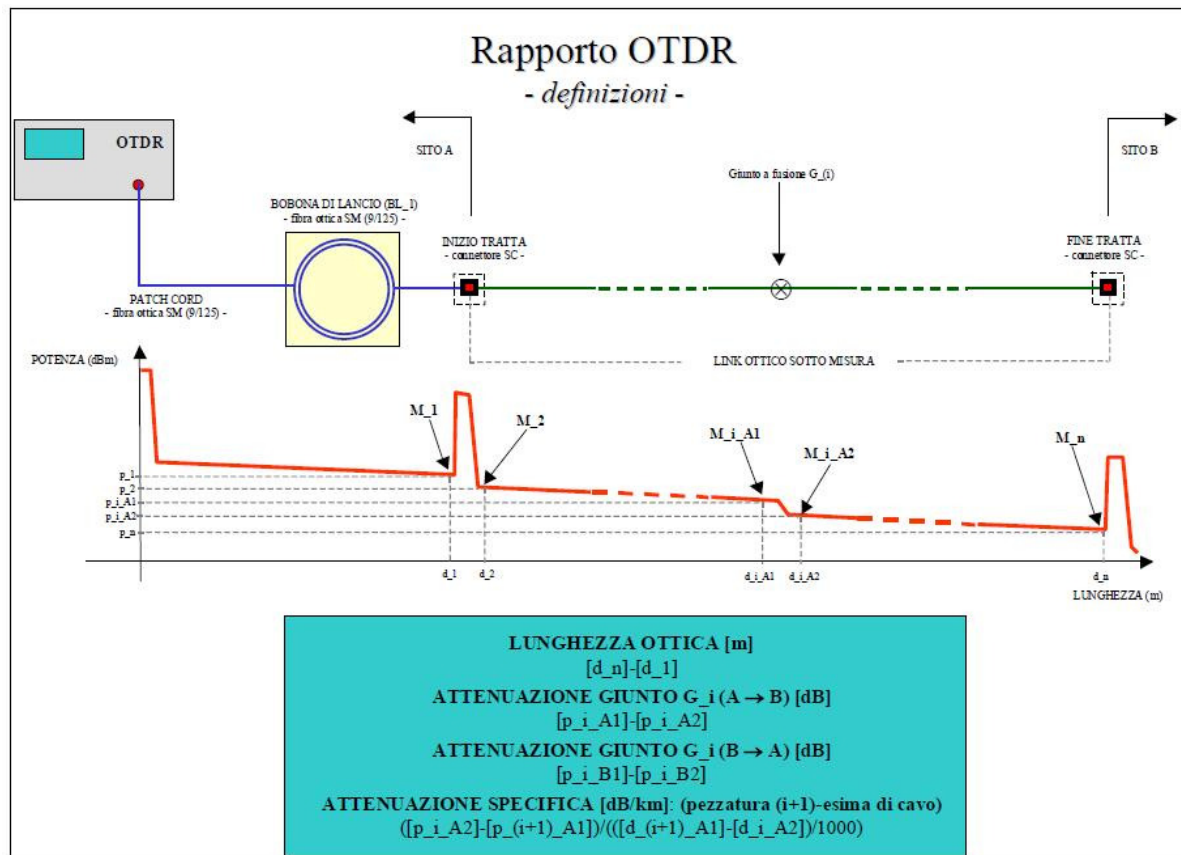 Rapporto OTDR
- definizioni -
OTDR
SITO A
SITO B
Giunto a fusione G_(i)
BOBONA DI LANCIO (BL_1)
- fibra ottica SM (9/125) -
INIZIO TRATTA
- connettore SC -
FINE TRATTA
- connettore SC -
PATCH CORD
- fibra ottica SM (9/125) -
POTENZA (dBm)
LINK OTTICO SOTTO MISURA
M_1
M_2
M_i_A1
M_i_A2
M_n
p_1
p_2
p_i_A1
p_i_A2
p_n
d_1
d_2
d_i_A1
d_i_A2
d_n
LUNGHEZZA (m)
LUNGHEZZA OTTICA [m]
[d_n]-[d_1]
ATTENUAZIONE GIUNTO G_i (A → B) [dB]
[p_i_A1]-[p_i_A2]
ATTENUAZIONE GIUNTO G_i (B → A) [dB]
[p_i_B1]-[p_i_B2]
ATTENUAZIONE SPECIFICA [dB/km]: (pezzatura (i+1)-esima di cavo)
([p_i_A2]-[p_(i+1)_A1])/(([d_(i+1)_A1]-[d_i_A2])/1000)